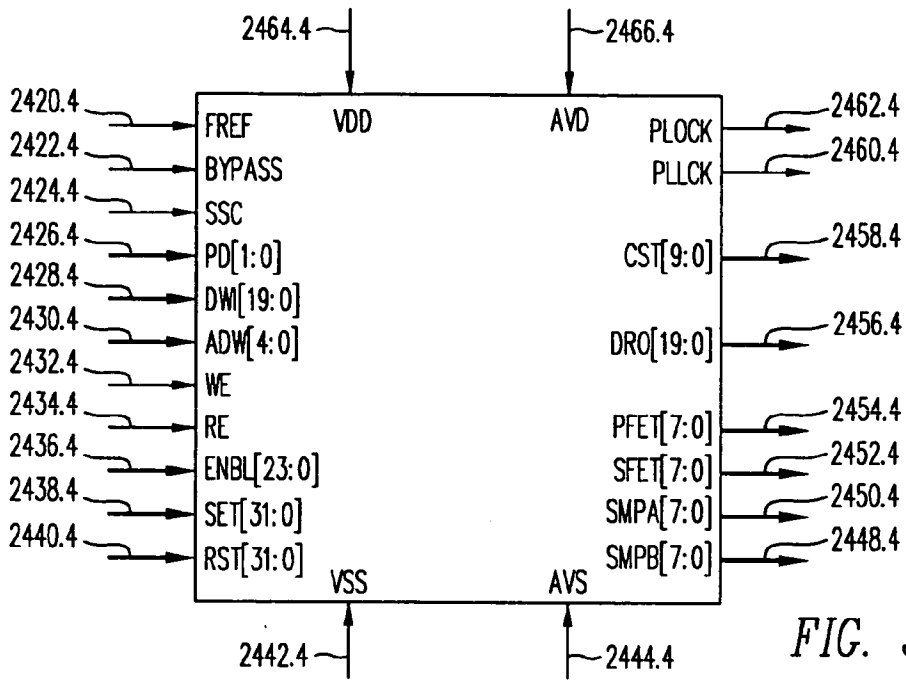 2464.4
2466.4
2420.4
FREF
VDD
AVD
PLOCK
2462.4
2422.4
BYPASS
PLLCK
2460.4
2424.4
SSC
2426.4
PD[1:0]
CST[9:0]
2458.4
2428.4
DWI[19:0]
2430.4
ADW[4:0]
DRO[19:0]
2456.4
2432.4
WE
2434.4
RE
PFET[7:0]
2454.4
2436.4
ENBL[23:0]
SFET[7:0]
2452.4
2438.4
SET[31:0]
SMPA[7:0]
2450.4
2440.4
RST[31:0]
SMPB[7:0]
2448.4
VSS
AVS
2442.4
2444.4
FIG.